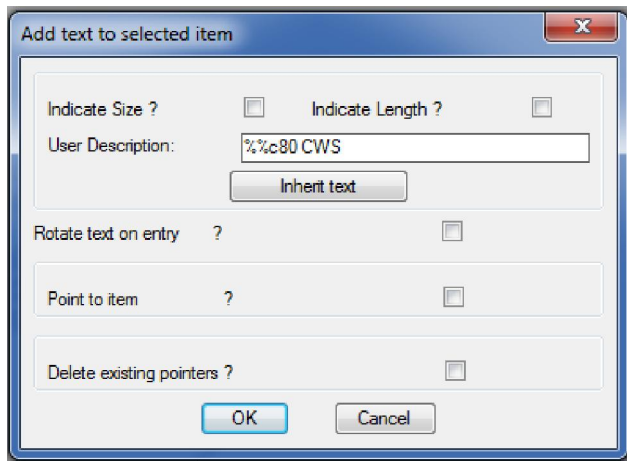 Add text to selected item
Indicate Size ? Indicate Length ?
User Description: %%c80 CWS
Inherit text
Rotate text on entry ?
Point to item ?
Delete existing pointers ?
OK Cancel